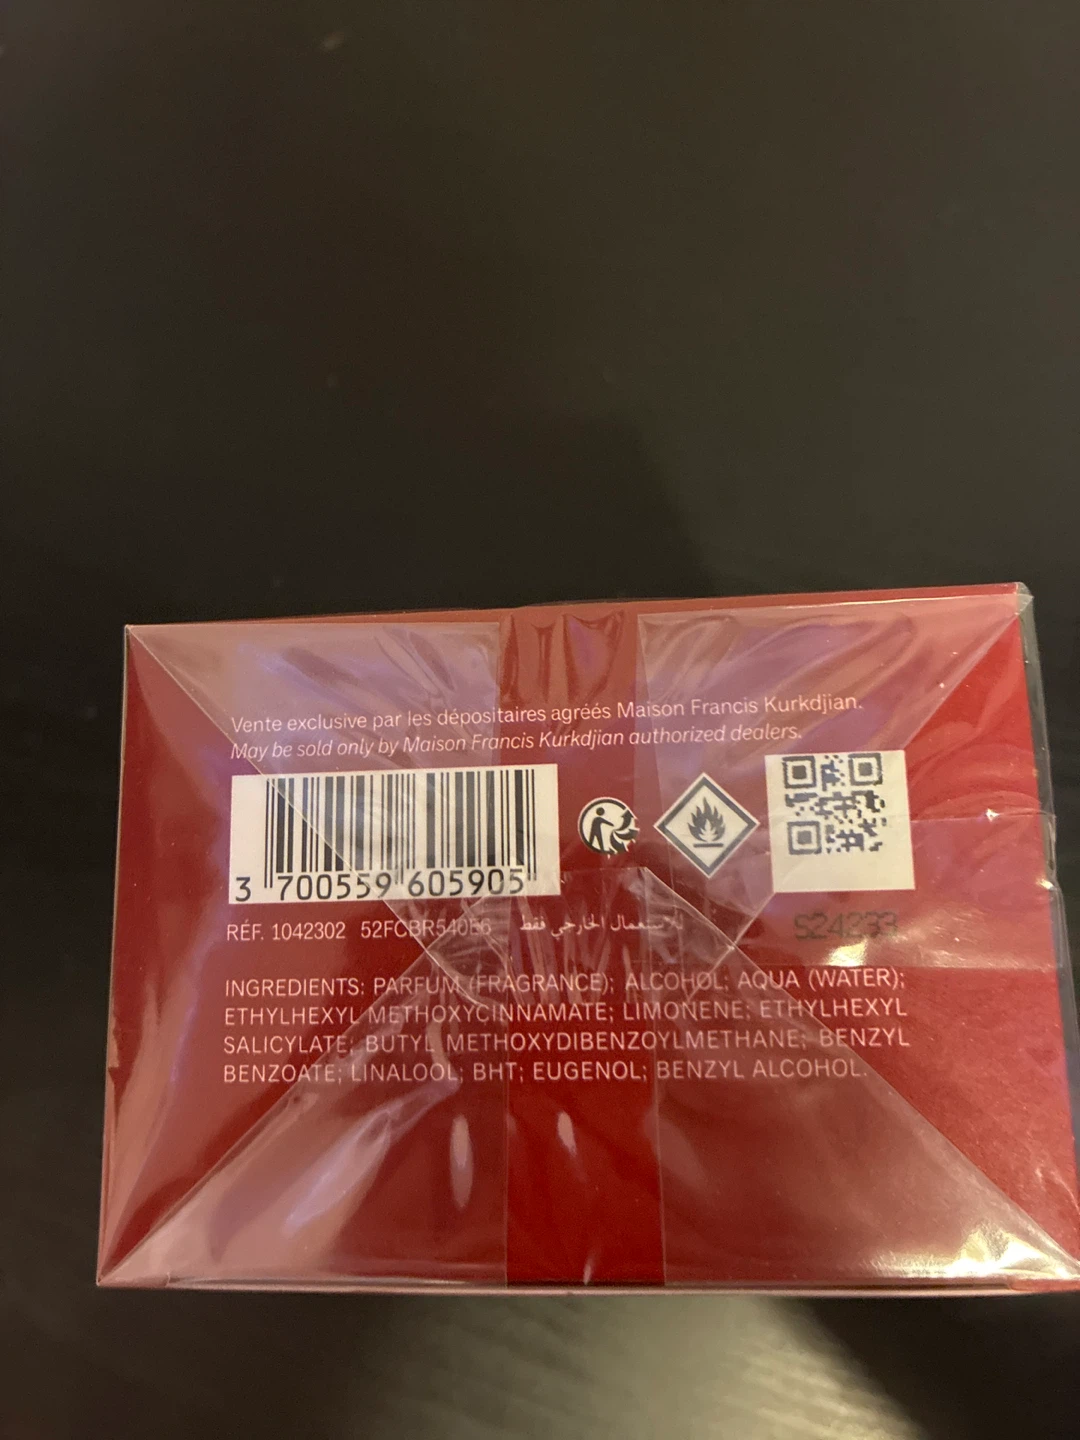 Vente exclusive par les dépositaires agréés Maison Francis Kurkdjian.
May be sold only by Maison Francis Kurkdjian authorized dealers.
3 700559 605905
RÉF. 1042302 52FCBR540E6 للاستعمال الخارجي فقط
S24233
INGREDIENTS: PARFUM (FRAGRANCE); ALCOHOL; AQUA (WATER);
ETHYLHEXYL METHOXYCINNAMATE; LIMONENE; ETHYLHEXYL
SALICYLATE; BUTYL METHOXYDIBENZOYLMETHANE; BENZYL
BENZOATE; LINALOOL; BHT; EUGENOL; BENZYL ALCOHOL.